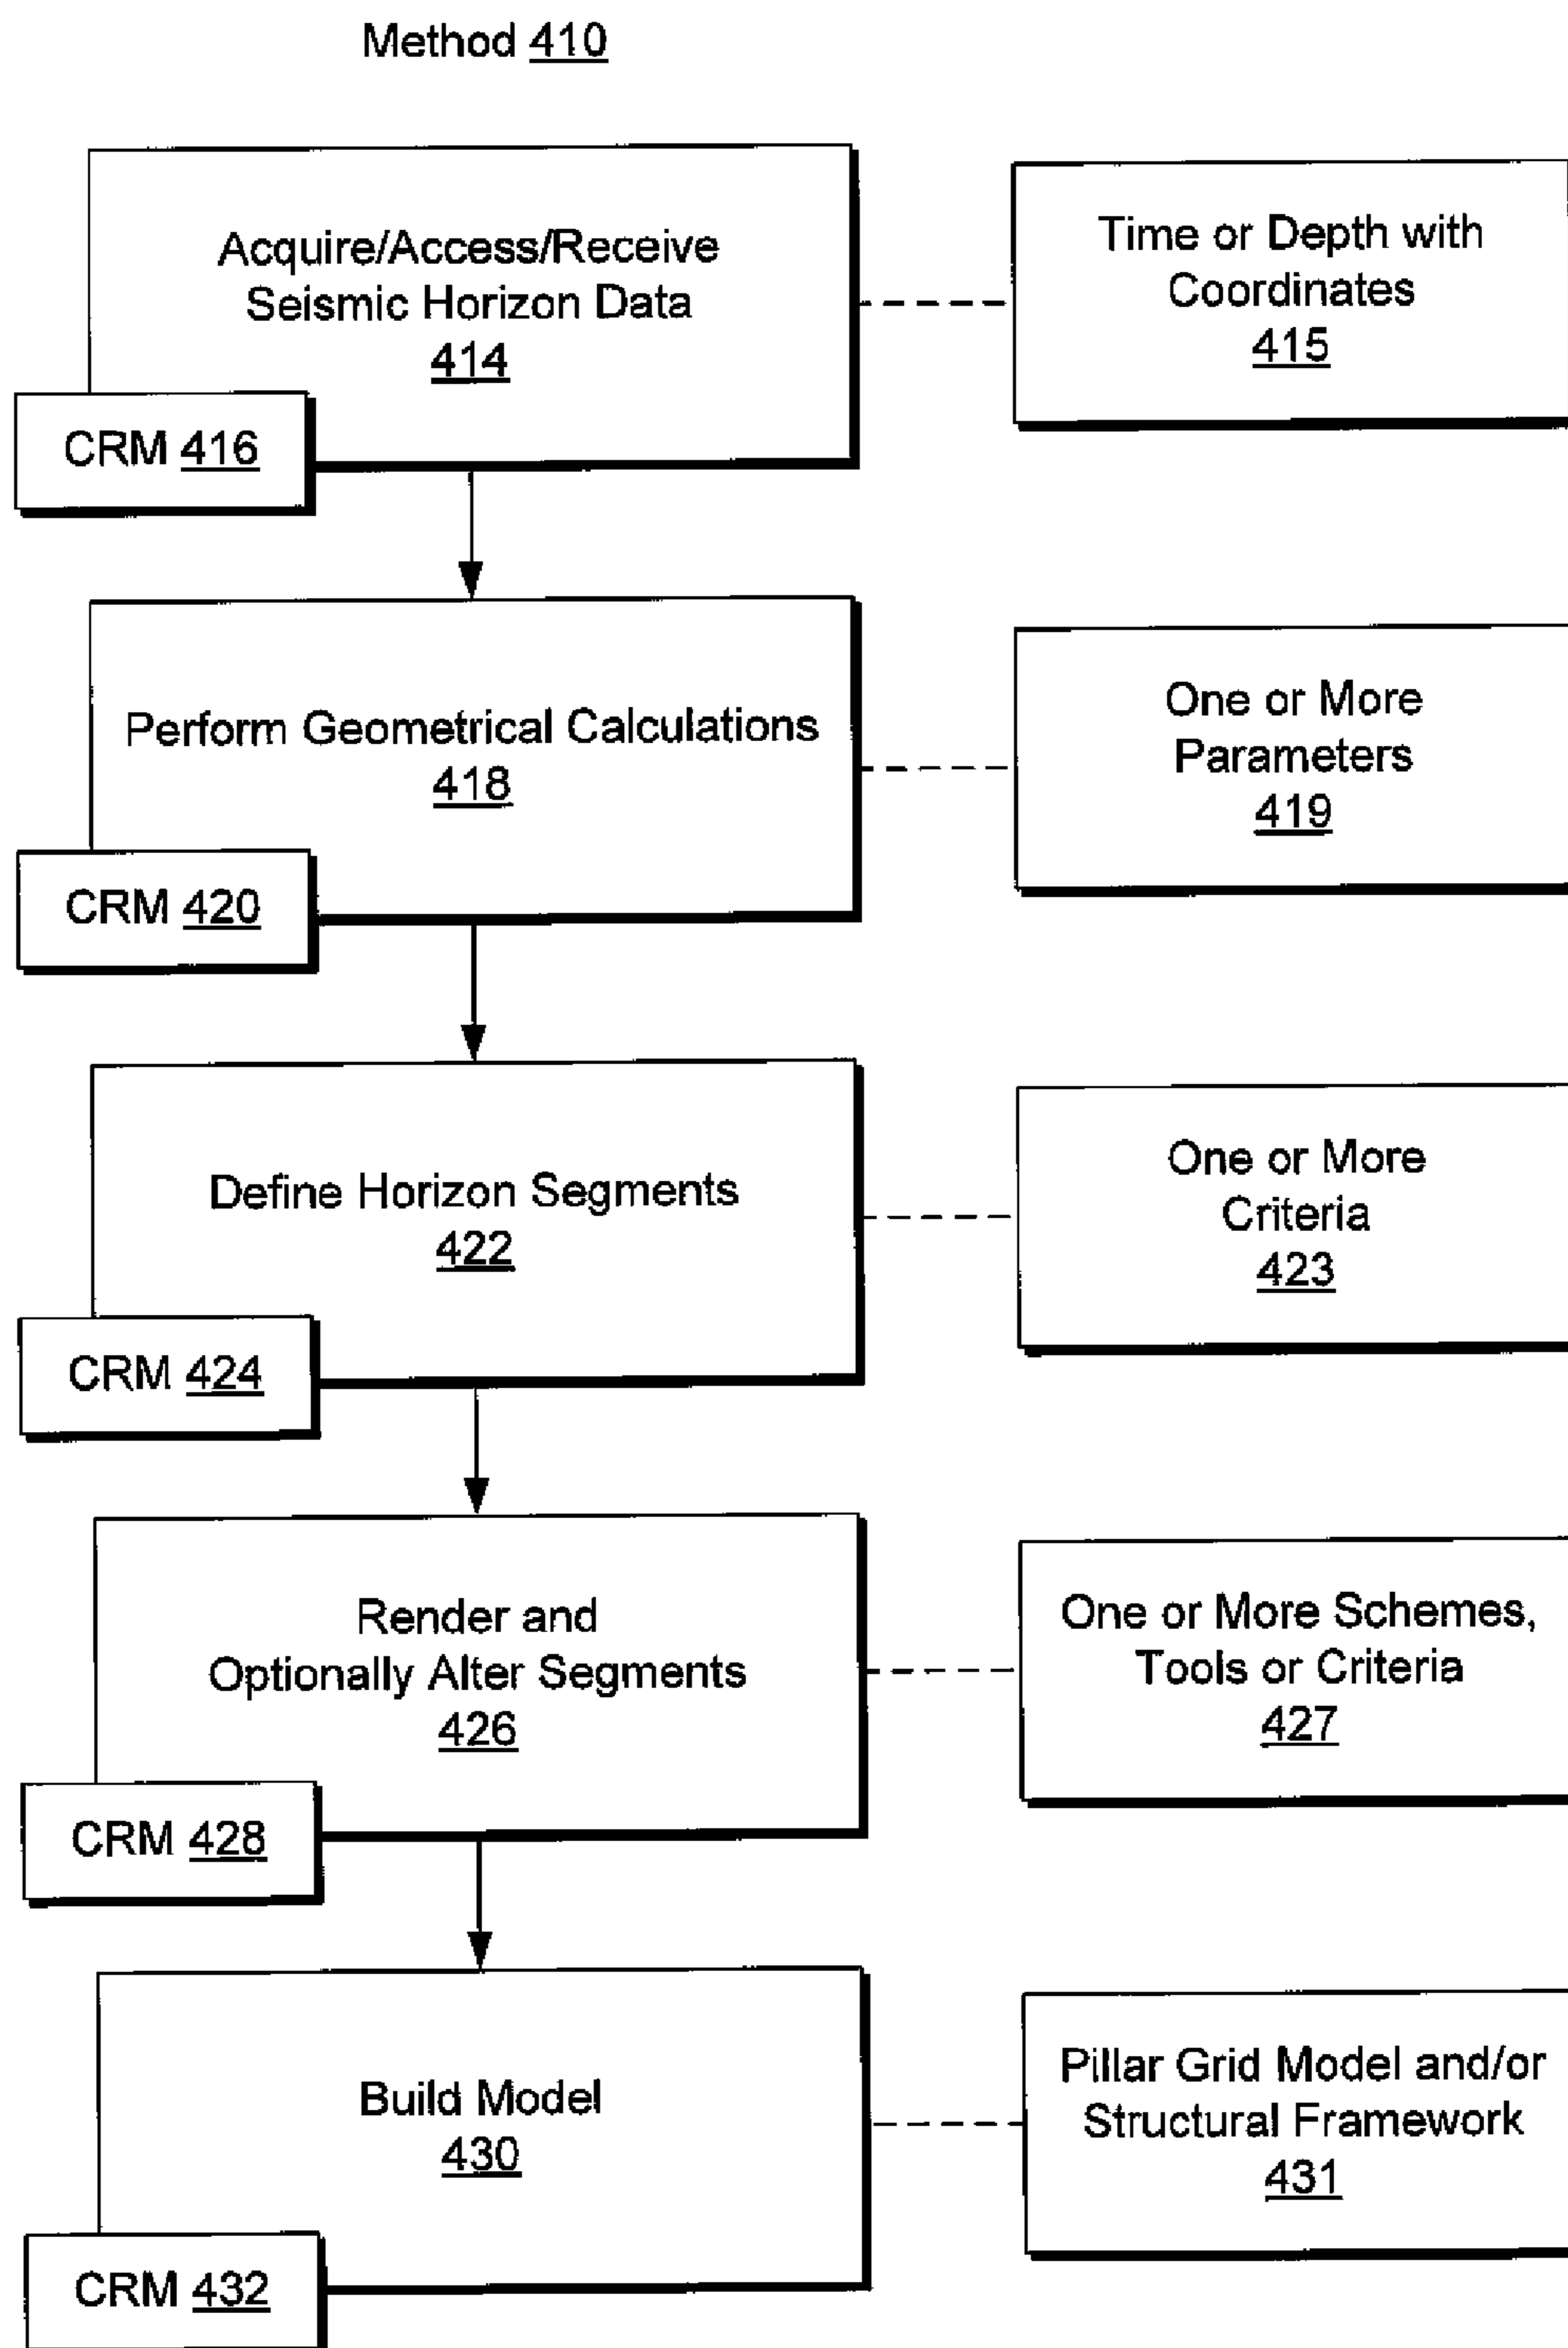 Method 410
Acquire/Access/Receive
Seismic Horizon Data
414
CRM 416
Time or Depth with
Coordinates
415
Perform Geometrical Calculations
418
CRM 420
One or More
Parameters
419
Define Horizon Segments
422
CRM 424
One or More
Criteria
423
Render and
Optionally Alter Segments
426
CRM 428
One or More Schemes,
Tools or Criteria
427
Build Model
430
CRM 432
Pillar Grid Model and/or
Structural Framework
431